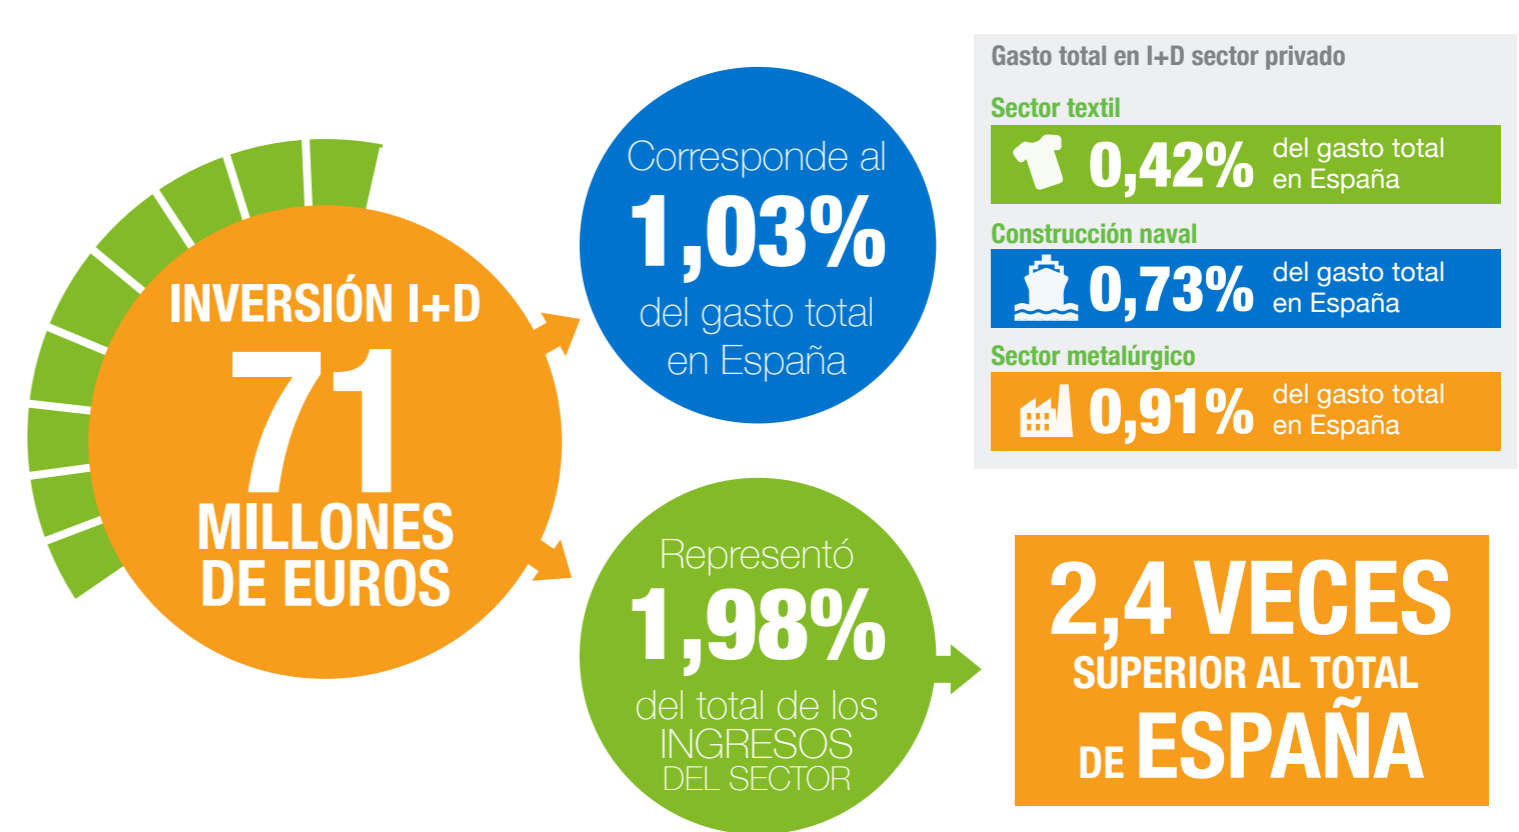 INVERSIÓN I+D
71
MILLONES
DE EUROS
Corresponde al
1,03%
del gasto total
en España
Representó
1,98%
del total de los
INGRESOS
DEL SECTOR
Gasto total en I+D sector privado
Sector textil
0,42% del gasto total
en España
Construcción naval
0,73% del gasto total
en España
Sector metalúrgico
0,91% del gasto total
en España
2,4 VECES
SUPERIOR AL TOTAL
DE ESPAÑA